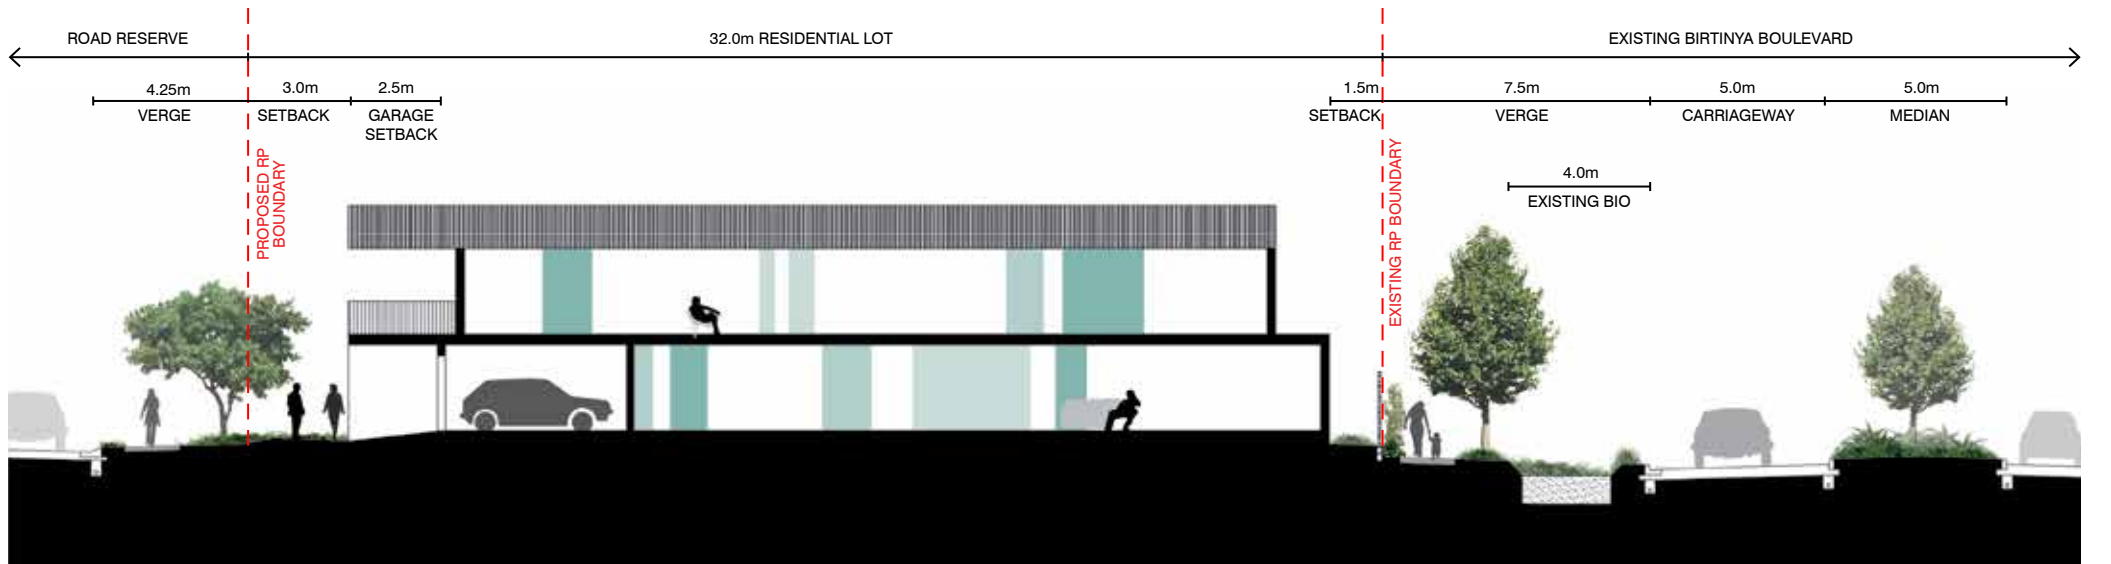 ROAD RESERVE
32.0m RESIDENTIAL LOT
EXISTING BIRTINYA BOULEVARD
4.25m
VERGE
3.0m
SETBACK
2.5m
GARAGE
SETBACK
1.5m
SETBACK
7.5m
VERGE
5.0m
CARRIAGEWAY
5.0m
MEDIAN
PROPOSED RP
BOUNDARY
EXISTING RP BOUNDARY
4.0m
EXISTING BIO